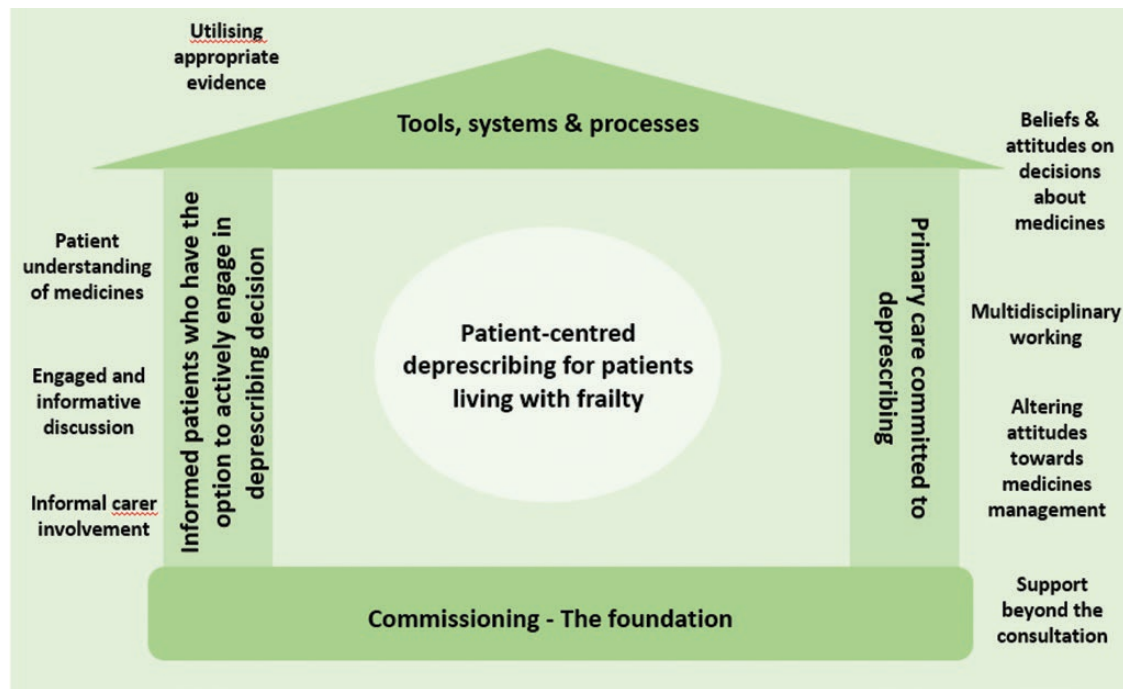 Utilising
appropriate
evidence
Tools, systems & processes
Beliefs &
attitudes on
decisions
about
medicines
Patient
understanding
of medicines
Engaged and
informative
discussion
Informal carer
involvement
Informed patients who have the
option to actively engage in
deprescribing decision
Patient-centred
deprescribing for patients
living with frailty
Primary care committed to
deprescribing
Multidisciplinary
working
Altering
attitudes
towards
medicines
management
Support
beyond the
consultation
Commissioning - The foundation